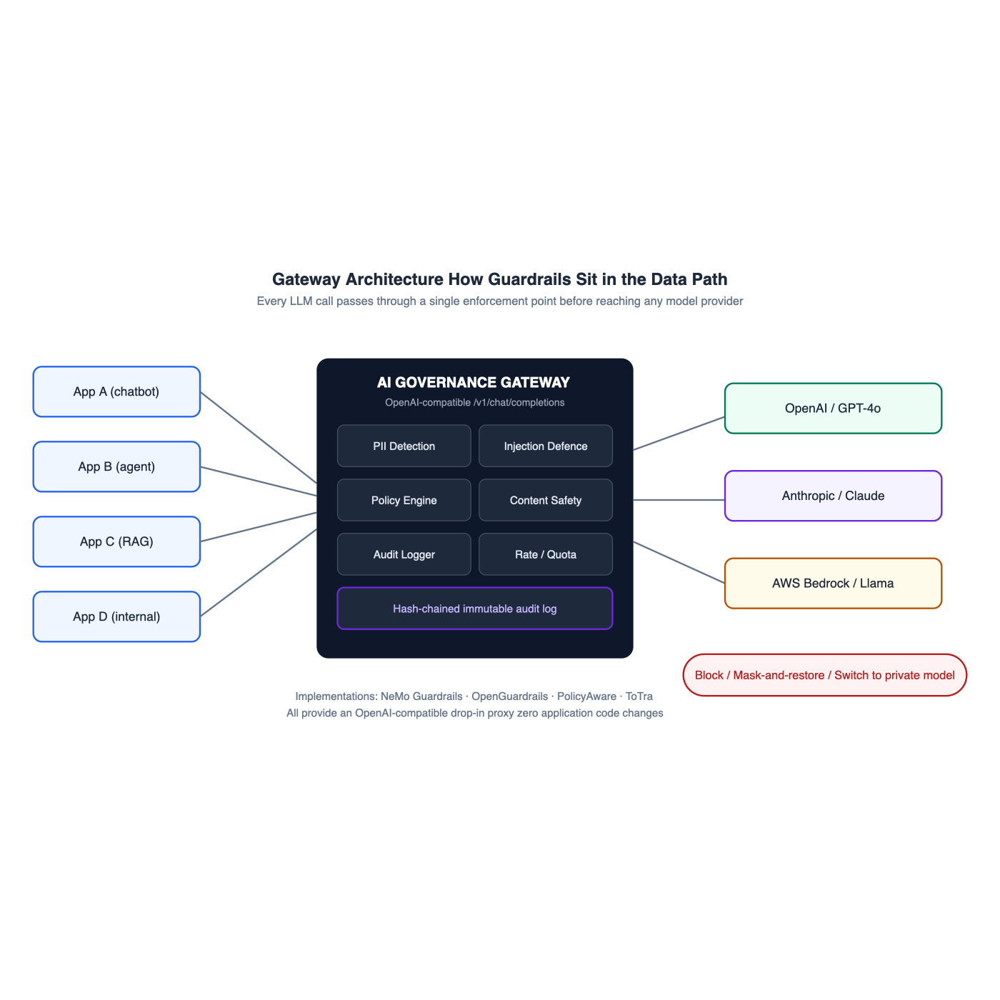 Gateway Architecture How Guardrails Sit in the Data Path
Every LLM call passes through a single enforcement point before reaching any model provider
App A (chatbot)
App B (agent)
App C (RAG)
App D (internal)
AI GOVERNANCE GATEWAY
OpenAI-compatible /v1/chat/completions
PII Detection
Injection Defence
Policy Engine
Content Safety
Audit Logger
Rate / Quota
Hash-chained immutable audit log
OpenAI / GPT-4o
Anthropic / Claude
AWS Bedrock / Llama
Block / Mask-and-restore / Switch to private model
Implementations: NeMo Guardrails · OpenGuardrails · PolicyAware · ToTra
All provide an OpenAI-compatible drop-in proxy zero application code changes